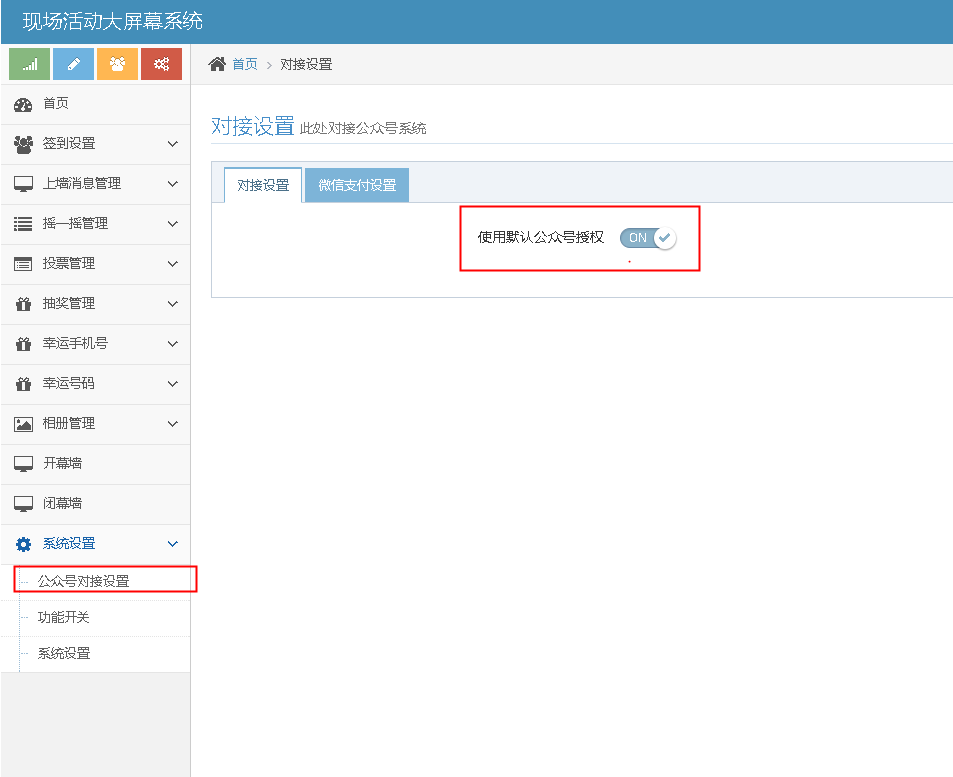 现场活动大屏幕系统
首页 > 对接设置
首页
签到设置
上墙消息管理
摇一摇管理
投票管理
抽奖管理
幸运手机号
幸运号码
相册管理
开幕墙
闭幕墙
系统设置
公众号对接设置
功能开关
系统设置
对接设置 此处对接公众号系统
对接设置 微信支付设置
使用默认公众号授权 ON